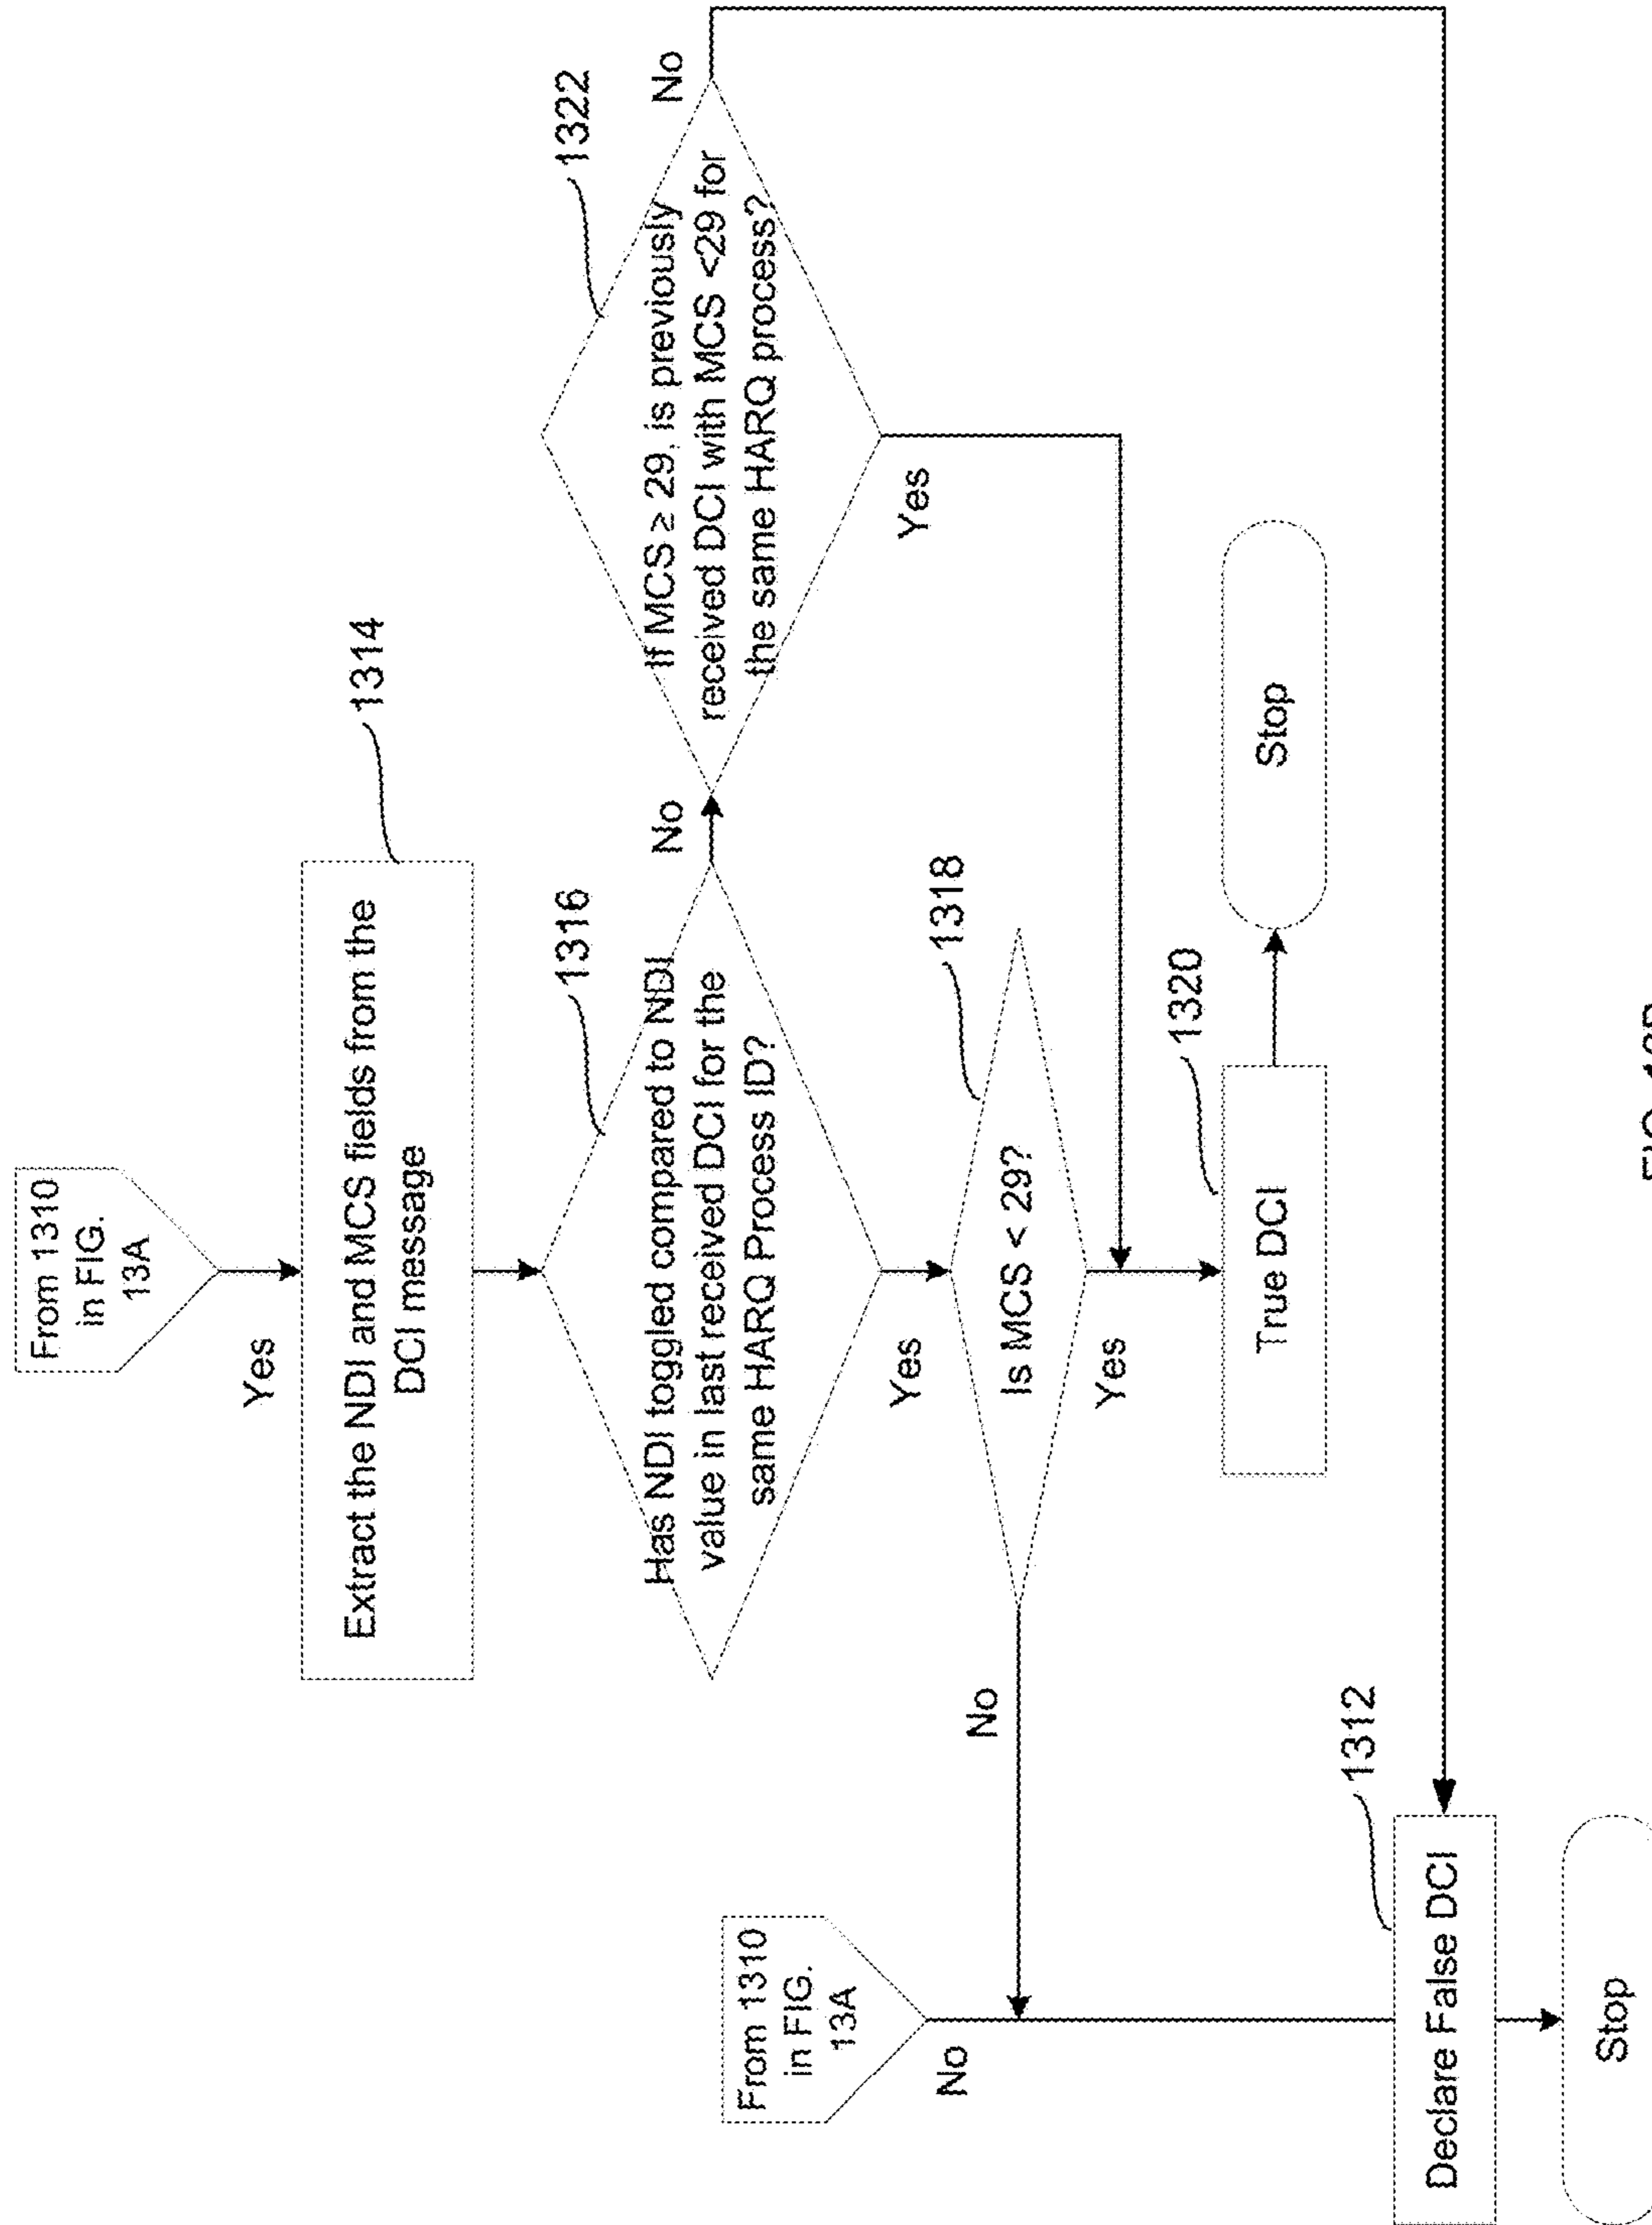 From 1310
in FIG.
13A
Yes
Extract the NDI and MCS fields from the
DCI message
1314
Has NDI toggled compared to NDI
value in last received DCI for the
same HARQ Process ID?
1316
No
If MCS ≥ 29, is previously
received DCI with MCS <29 for
the same HARQ process?
1322
No
Yes
Yes
Is MCS < 29?
1318
No
Yes
True DCI
1320
Stop
From 1310
in FIG.
13A
No
Declare False DCI
1312
Stop
FIG.